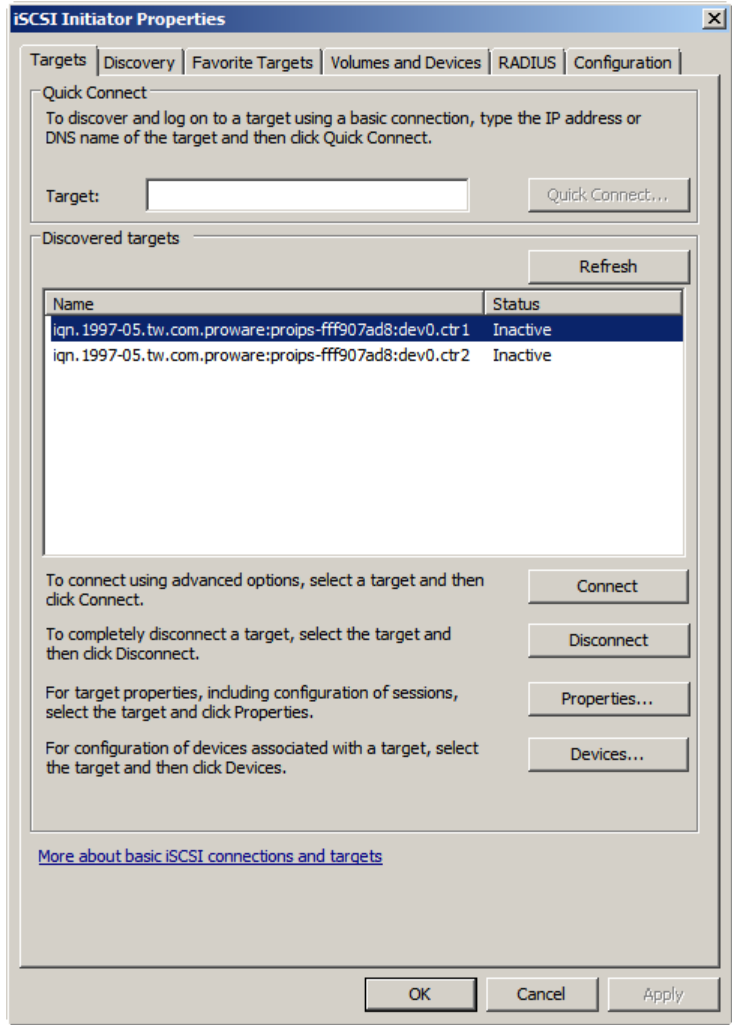 iSCSI Initiator Properties
Targets Discovery Favorite Targets Volumes and Devices RADIUS Configuration
Quick Connect
To discover and log on to a target using a basic connection, type the IP address or
DNS name of the target and then click Quick Connect.
Target:
Quick Connect...
Discovered targets
Refresh
Name Status
iqn.1997-05.tw.com.proware:proips-fff907ad8:dev0.ctr1 Inactive
iqn.1997-05.tw.com.proware:proips-fff907ad8:dev0.ctr2 Inactive
To connect using advanced options, select a target and then
click Connect.
Connect
To completely disconnect a target, select the target and
then click Disconnect.
Disconnect
For target properties, including configuration of sessions,
select the target and click Properties.
Properties...
For configuration of devices associated with a target, select
the target and then click Devices.
Devices...
More about basic iSCSI connections and targets
OK Cancel Apply